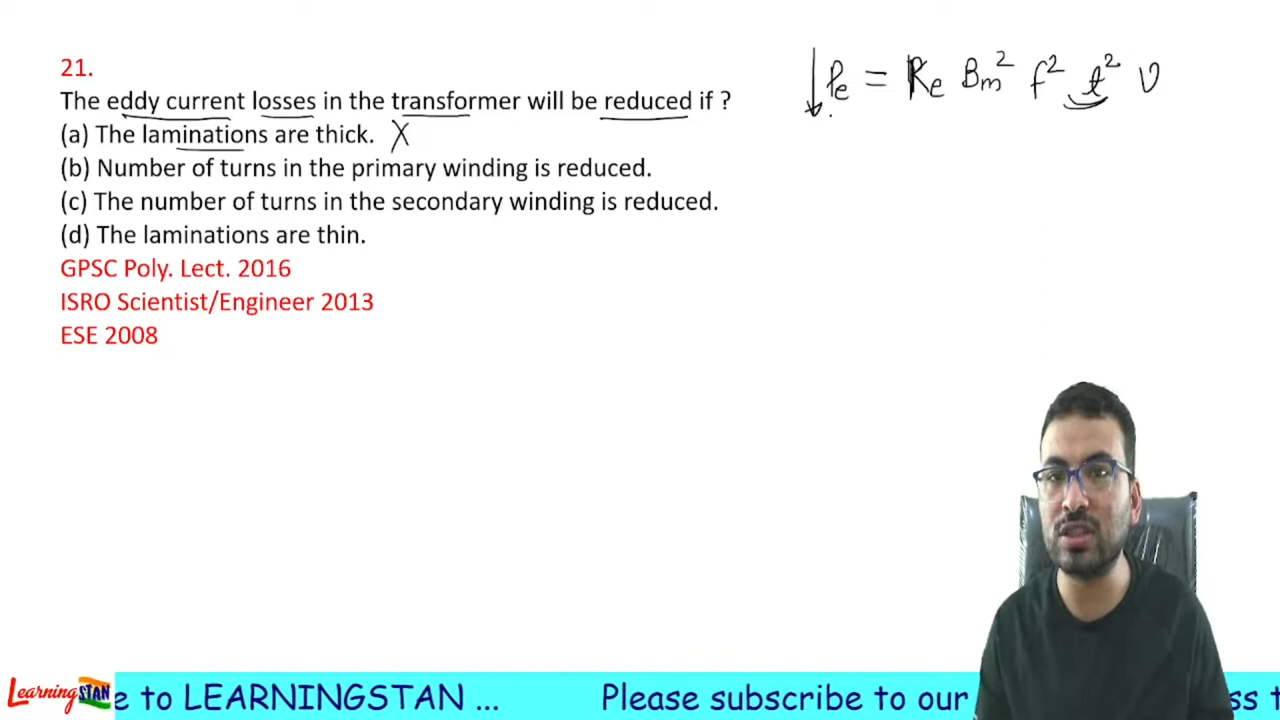 21.
The eddy current losses in the transformer will be reduced if ?
(a) The laminations are thick. X
(b) Number of turns in the primary winding is reduced.
(c) The number of turns in the secondary winding is reduced.
(d) The laminations are thin.
GPSC Poly. Lect. 2016
ISRO Scientist/Engineer 2013
ESE 2008
↓Pe = Ke Bm² f² t² V
LearningSTAN
e to LEARNINGSTAN ... Please subscribe to our